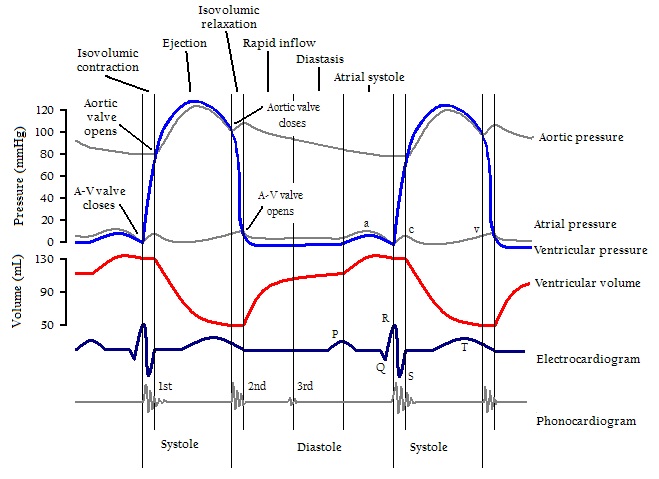 Isovolumic
relaxation
Isovolumic
contraction
Ejection
Rapid inflow
Diastasis
Atrial systole
Aortic
valve
opens
Aortic valve
closes
A-V valve
closes
A-V valve
opens
Pressure (mmHg)
120
100
80
60
40
20
0
a
c
v
Aortic pressure
Atrial pressure
Ventricular pressure
Volume (mL)
130
90
50
Ventricular volume
P
R
Q
S
T
Electrocardiogram
1st
2nd
3rd
Phonocardiogram
Systole
Diastole
Systole